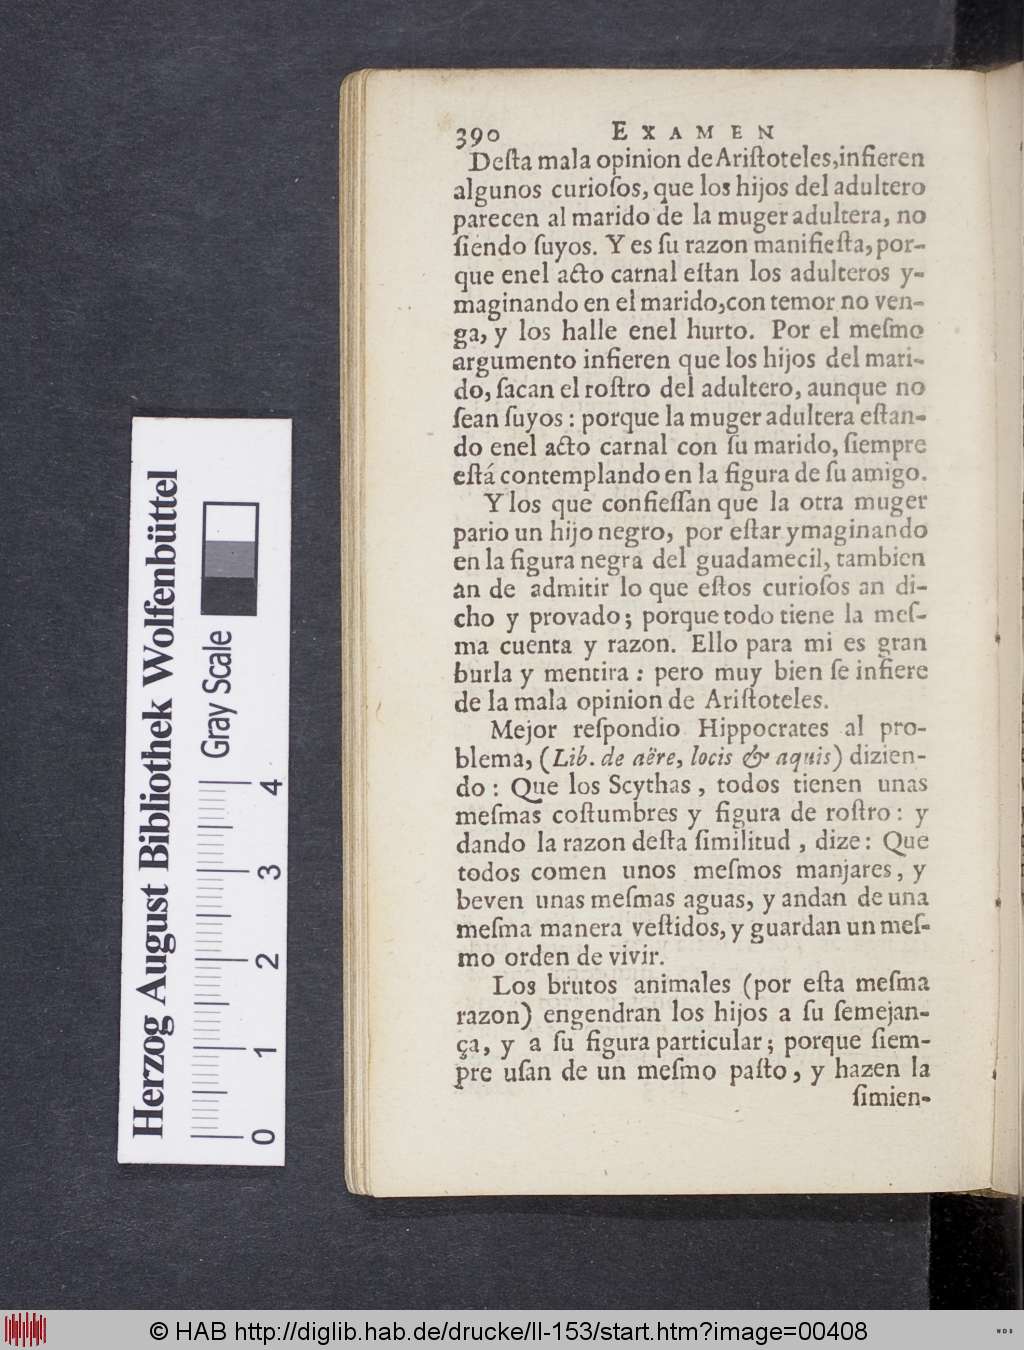 390 EXAMEN
Deſta mala opinion de Ariſtoteles, infieren
algunos curioſos, que los hijos del adultero
parecen al marido de la muger adultera, no
ſiendo ſuyos. Y es ſu razon manifieſta, por-
que enel acto carnal eſtan los adulteros y-
maginando en el marido, con temor no ven-
ga, y los halle enel hurto. Por el meſmo
argumento infieren que los hijos del mari-
do, ſacan el roſtro del adultero, aunque no
ſean ſuyos: porque la muger adultera eſtan-
do enel acto carnal con ſu marido, ſiempre
eſtá contemplando en la figura de ſu amigo.
Y los que confieſſan que la otra muger
pario un hijo negro, por eſtar ymaginando
en la figura negra del guadamecil, tambien
an de admitir lo que eſtos curioſos an di-
cho y provado; porque todo tiene la meſ-
ma cuenta y razon. Ello para mi es gran
burla y mentira: pero muy bien ſe infiere
de la mala opinion de Ariſtoteles.
Mejor reſpondio Hippocrates al pro-
blema, (Lib. de aëre, locis & aquis) dizien-
do: Que los Scythas, todos tienen unas
meſmas coſtumbres y figura de roſtro: y
dando la razon deſta ſimilitud, dize: Que
todos comen unos meſmos manjares, y
beven unas meſmas aguas, y andan de una
meſma manera veſtidos, y guardan un meſ-
mo orden de vivir.
Los brutos animales (por eſta meſma
razon) engendran los hijos a ſu ſemejan-
ça, y a ſu figura particular; porque ſiem-
pre uſan de un meſmo paſto, y hazen la
ſimien-
Herzog August Bibliothek Wolfenbüttel
Gray Scale
0 1 2 3 4
© HAB http://diglib.hab.de/drucke/ll-153/start.htm?image=00408